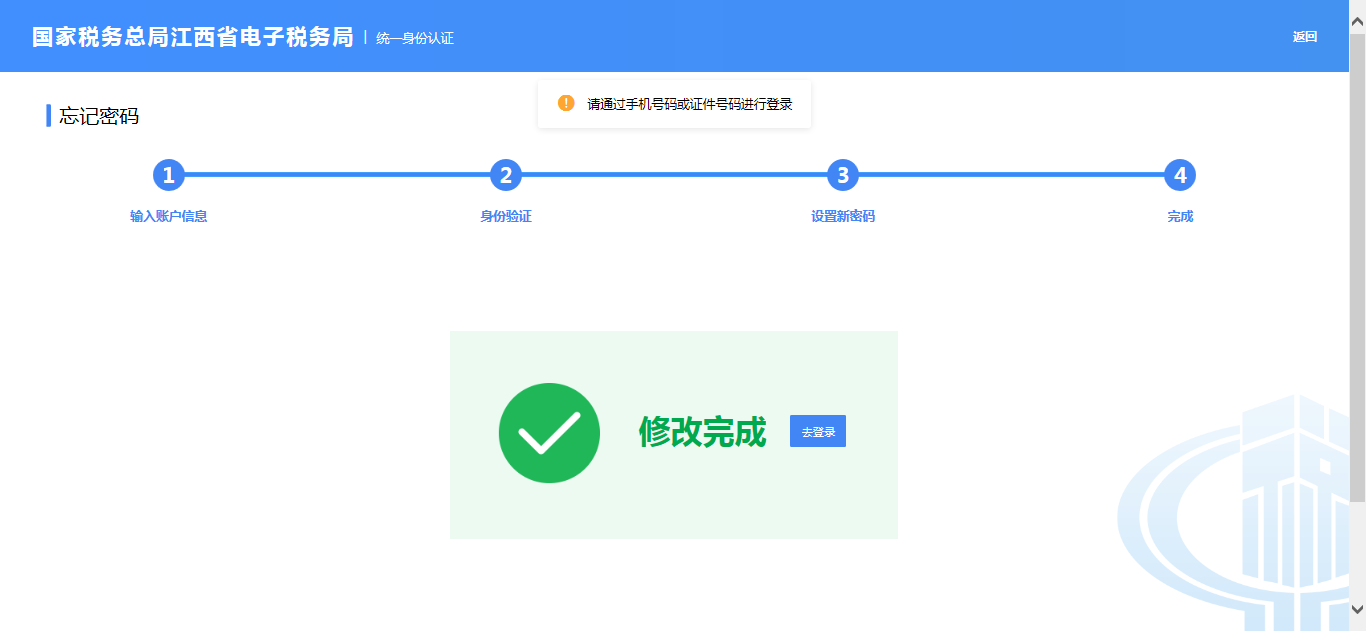 国家税务总局江西省电子税务局 | 统一身份认证
返回
请通过手机号码或证件号码进行登录
忘记密码
1 2 3 4
输入账户信息 身份验证 设置新密码 完成
修改完成 去登录